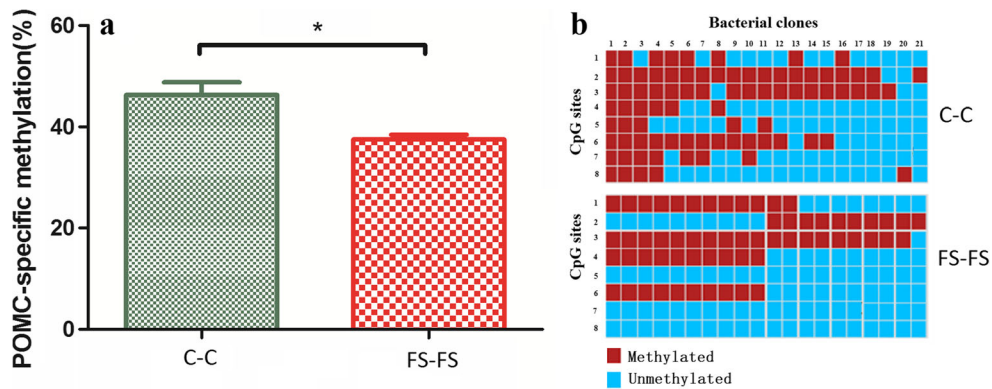 a
POMC-specific methylation(%)
60
40
20
0
*
C-C
FS-FS
b
Bacterial clones
1 2 3 4 5 6 7 8 9 10 11 12 13 14 15 16 17 18 19 20 21
CpG sites
1
2
3
4
5
6
7
8
C-C
CpG sites
1
2
3
4
5
6
7
8
FS-FS
Methylated
Unmethylated